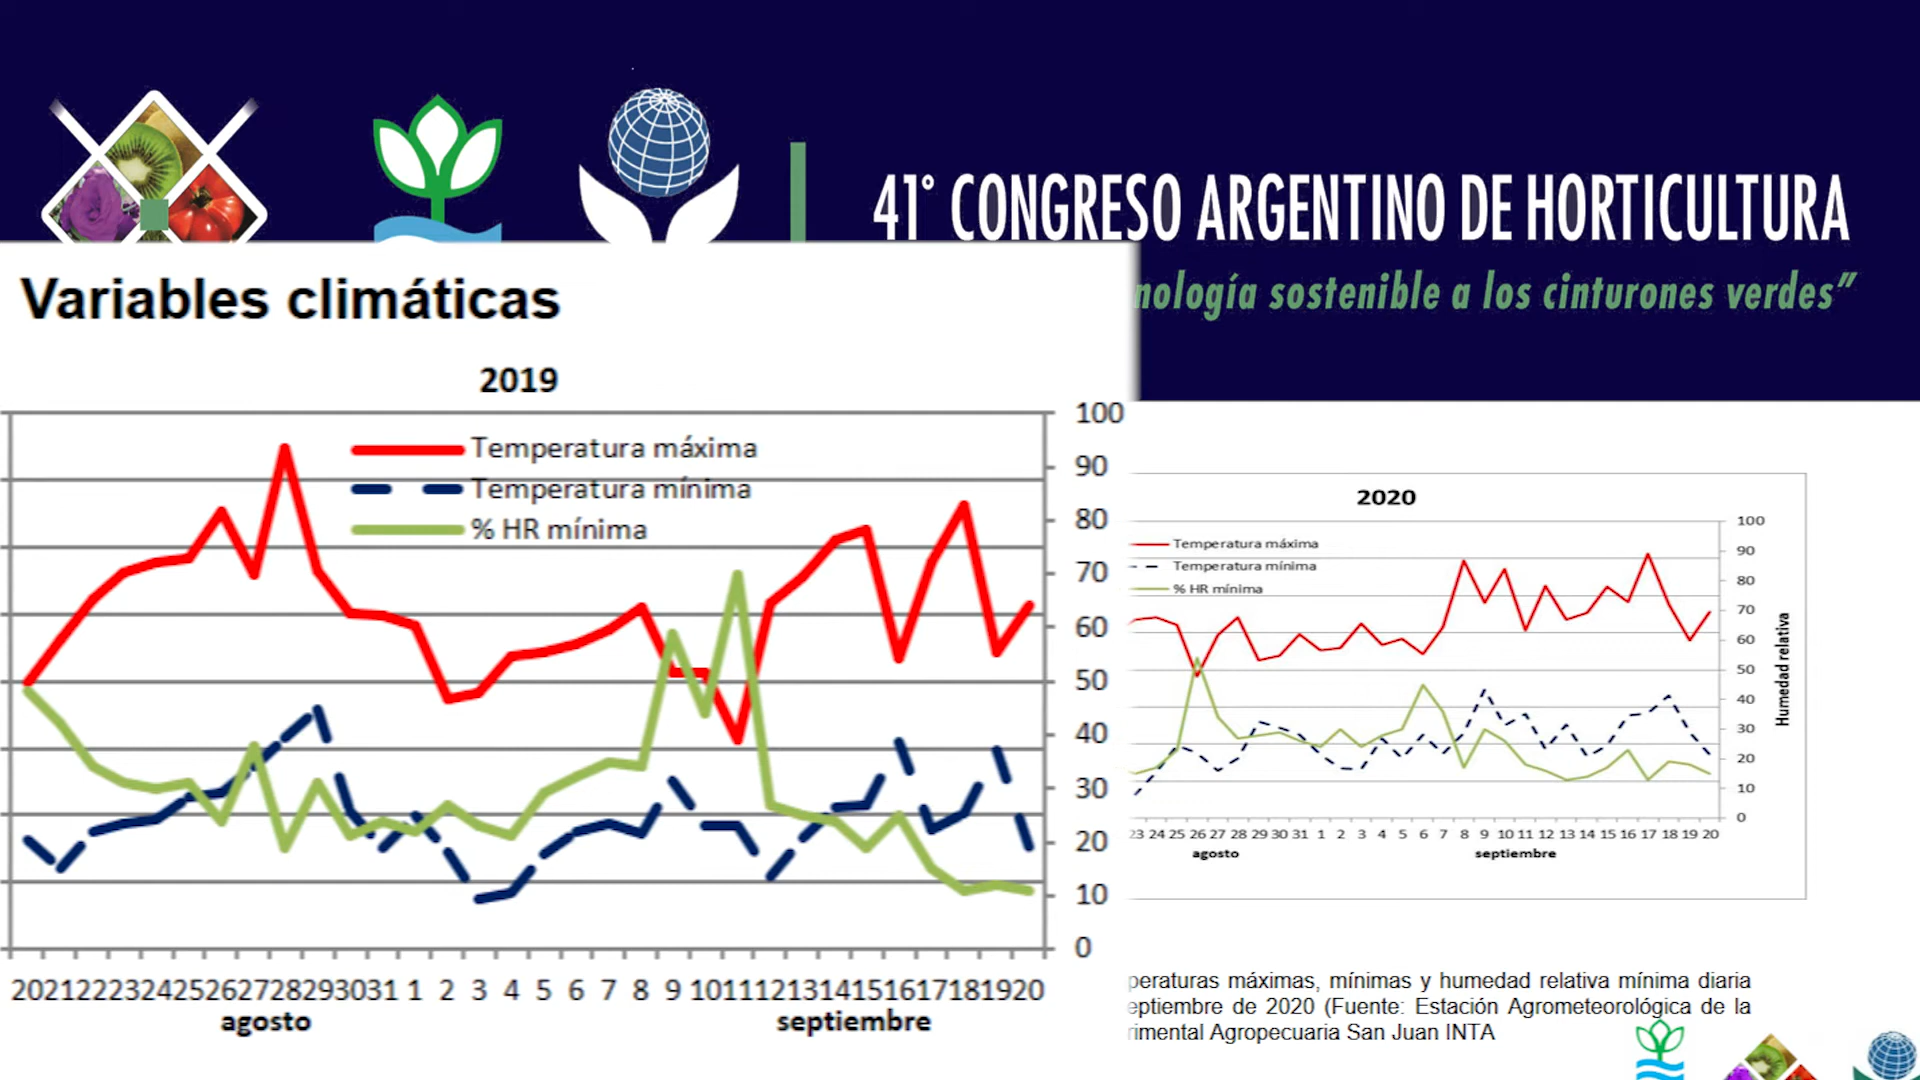 41° CONGRESO ARGENTINO DE HORTICULTURA
nología sostenible a los cinturones verdes”
Variables climáticas
2019
Temperatura máxima
Temperatura mínima
% HR mínima
100
90
80
70
60
50
40
30
20
10
0
20 21 22 23 24 25 26 27 28 29 30 31 1 2 3 4 5 6 7 8 9 10 11 12 13 14 15 16 17 18 19 20
agosto septiembre
2020
Temperatura máxima
Temperatura mínima
% HR mínima
100
90
80
70
60
50
40
30
20
10
0
Humedad relativa
23 24 25 26 27 28 29 30 31 1 2 3 4 5 6 7 8 9 10 11 12 13 14 15 16 17 18 19 20
agosto septiembre
peraturas máximas, mínimas y humedad relativa mínima diaria
eptiembre de 2020 (Fuente: Estación Agrometeorológica de la
rimental Agropecuaria San Juan INTA